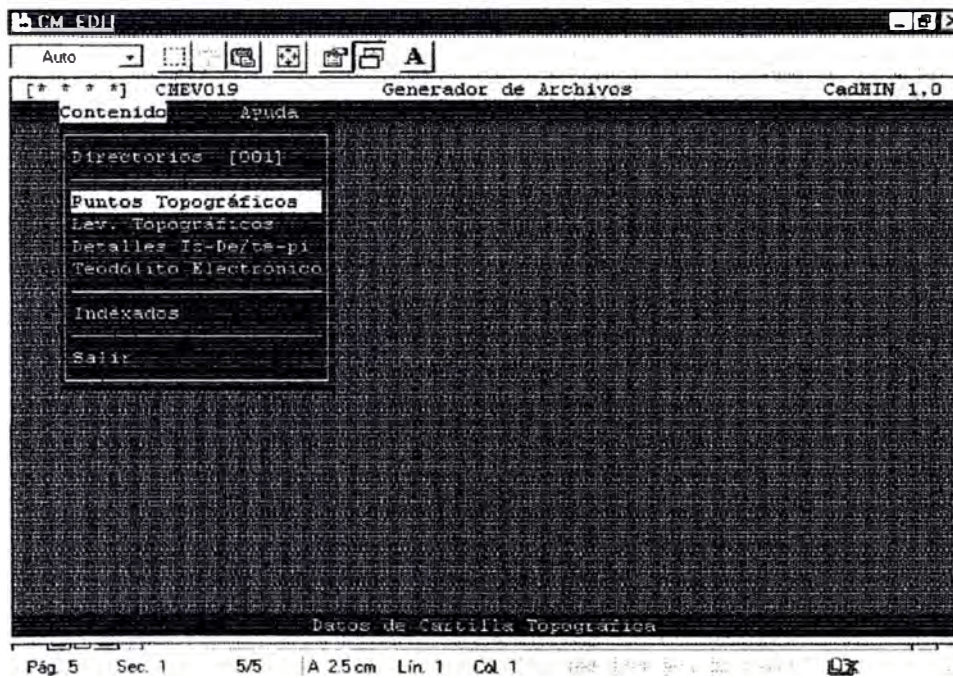 CM_EDIT
Auto
A
[* * * *] CMEV019 Generador de Archivos CadMIN 1.0
Contenido Ayuda
Directorios [001]
Puntos Topográficos
Lev. Topográficos
Detalles Iz-De/te-pi
Teodolito Electronico
Indexados
Salir
Datos de Cartilla Topográfica
Pág. 5 Sec. 1 5/5 A 2.5 cm Lín. 1 Col. 1